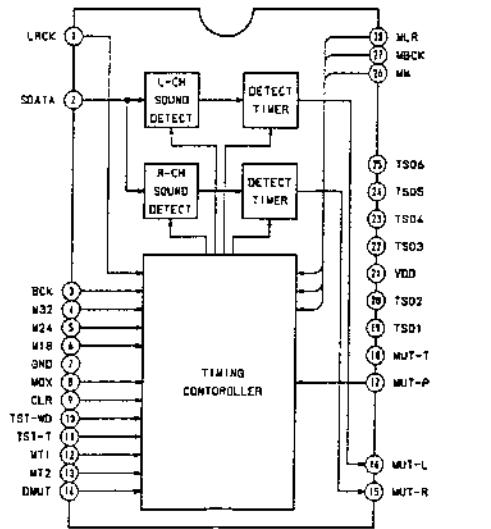 LRCK 1
SDATA 2
L-CH
SOUND
DETECT
DETECT
TIMER
R-CH
SOUND
DETECT
DETECT
TIMER
BCK 3
M32 4
M24 5
M18 6
GND 7
MOX 8
CLR 9
TST-WD 10
TST-T 11
MT1 12
MT2 13
DMUT 14
TIMING
CONTOROLLER
28 MLR
27 MBCK
26
25 TSO6
24 TSO5
23 TSO4
22 TSO3
21 VDD
20 TSO2
19 TSO1
18 MUT-T
17 MUT-P
16 MUT-L
15 MUT-R